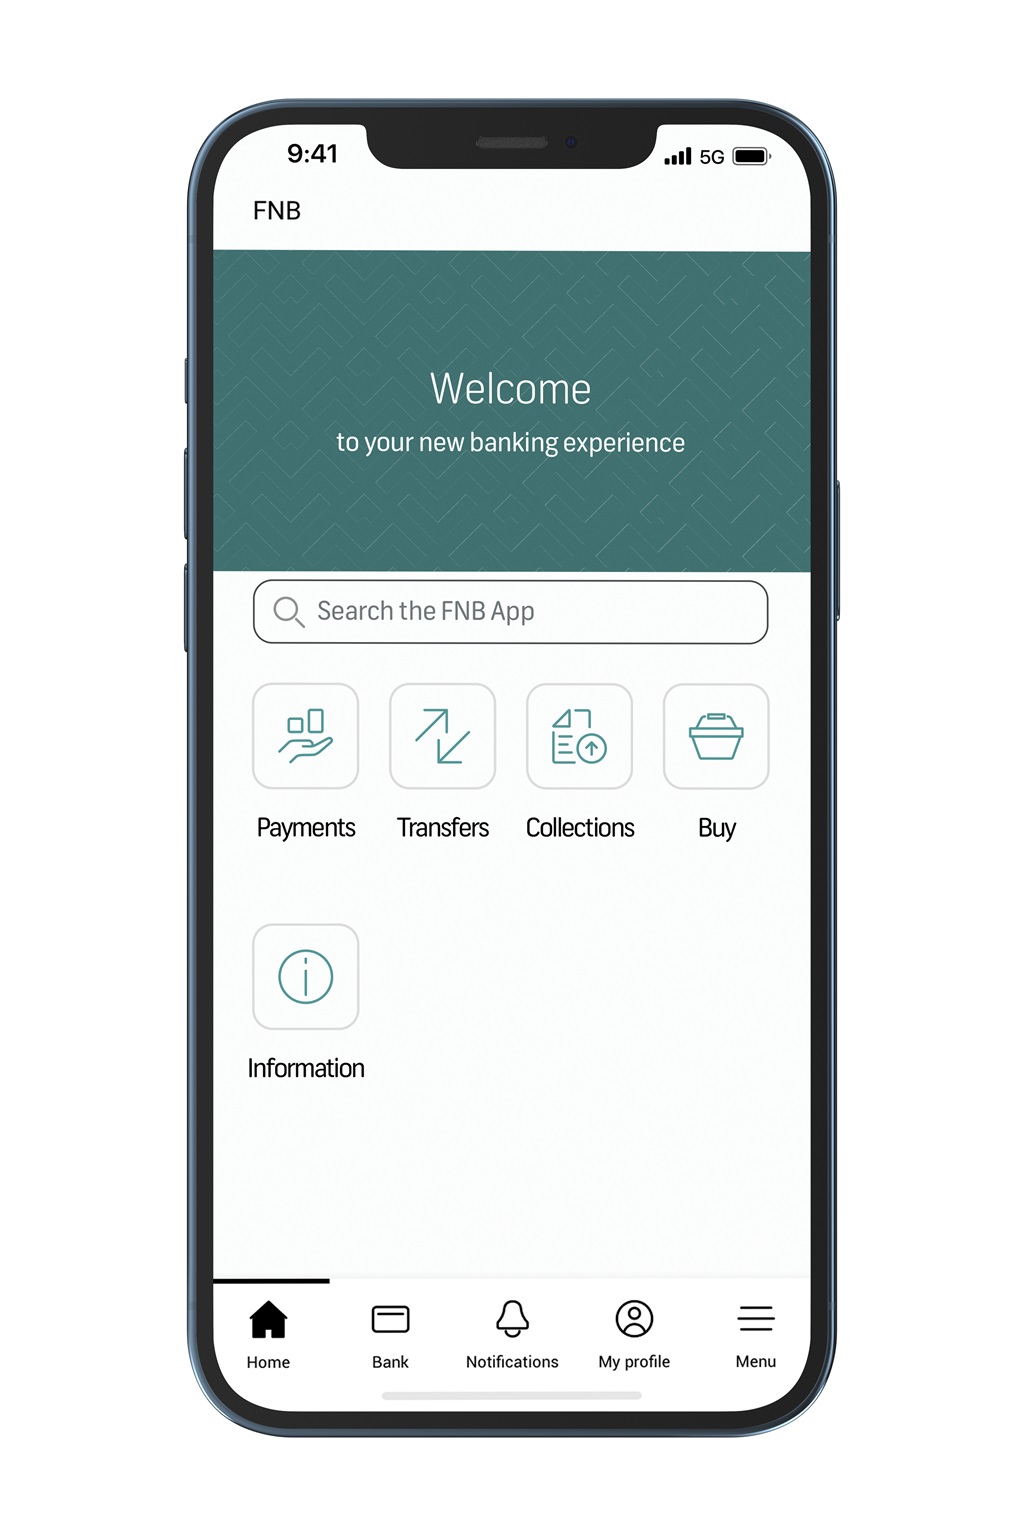 9:41 5G
FNB
Welcome
to your new banking experience
Search the FNB App
Payments Transfers Collections Buy
Information
Home Bank Notifications My profile Menu